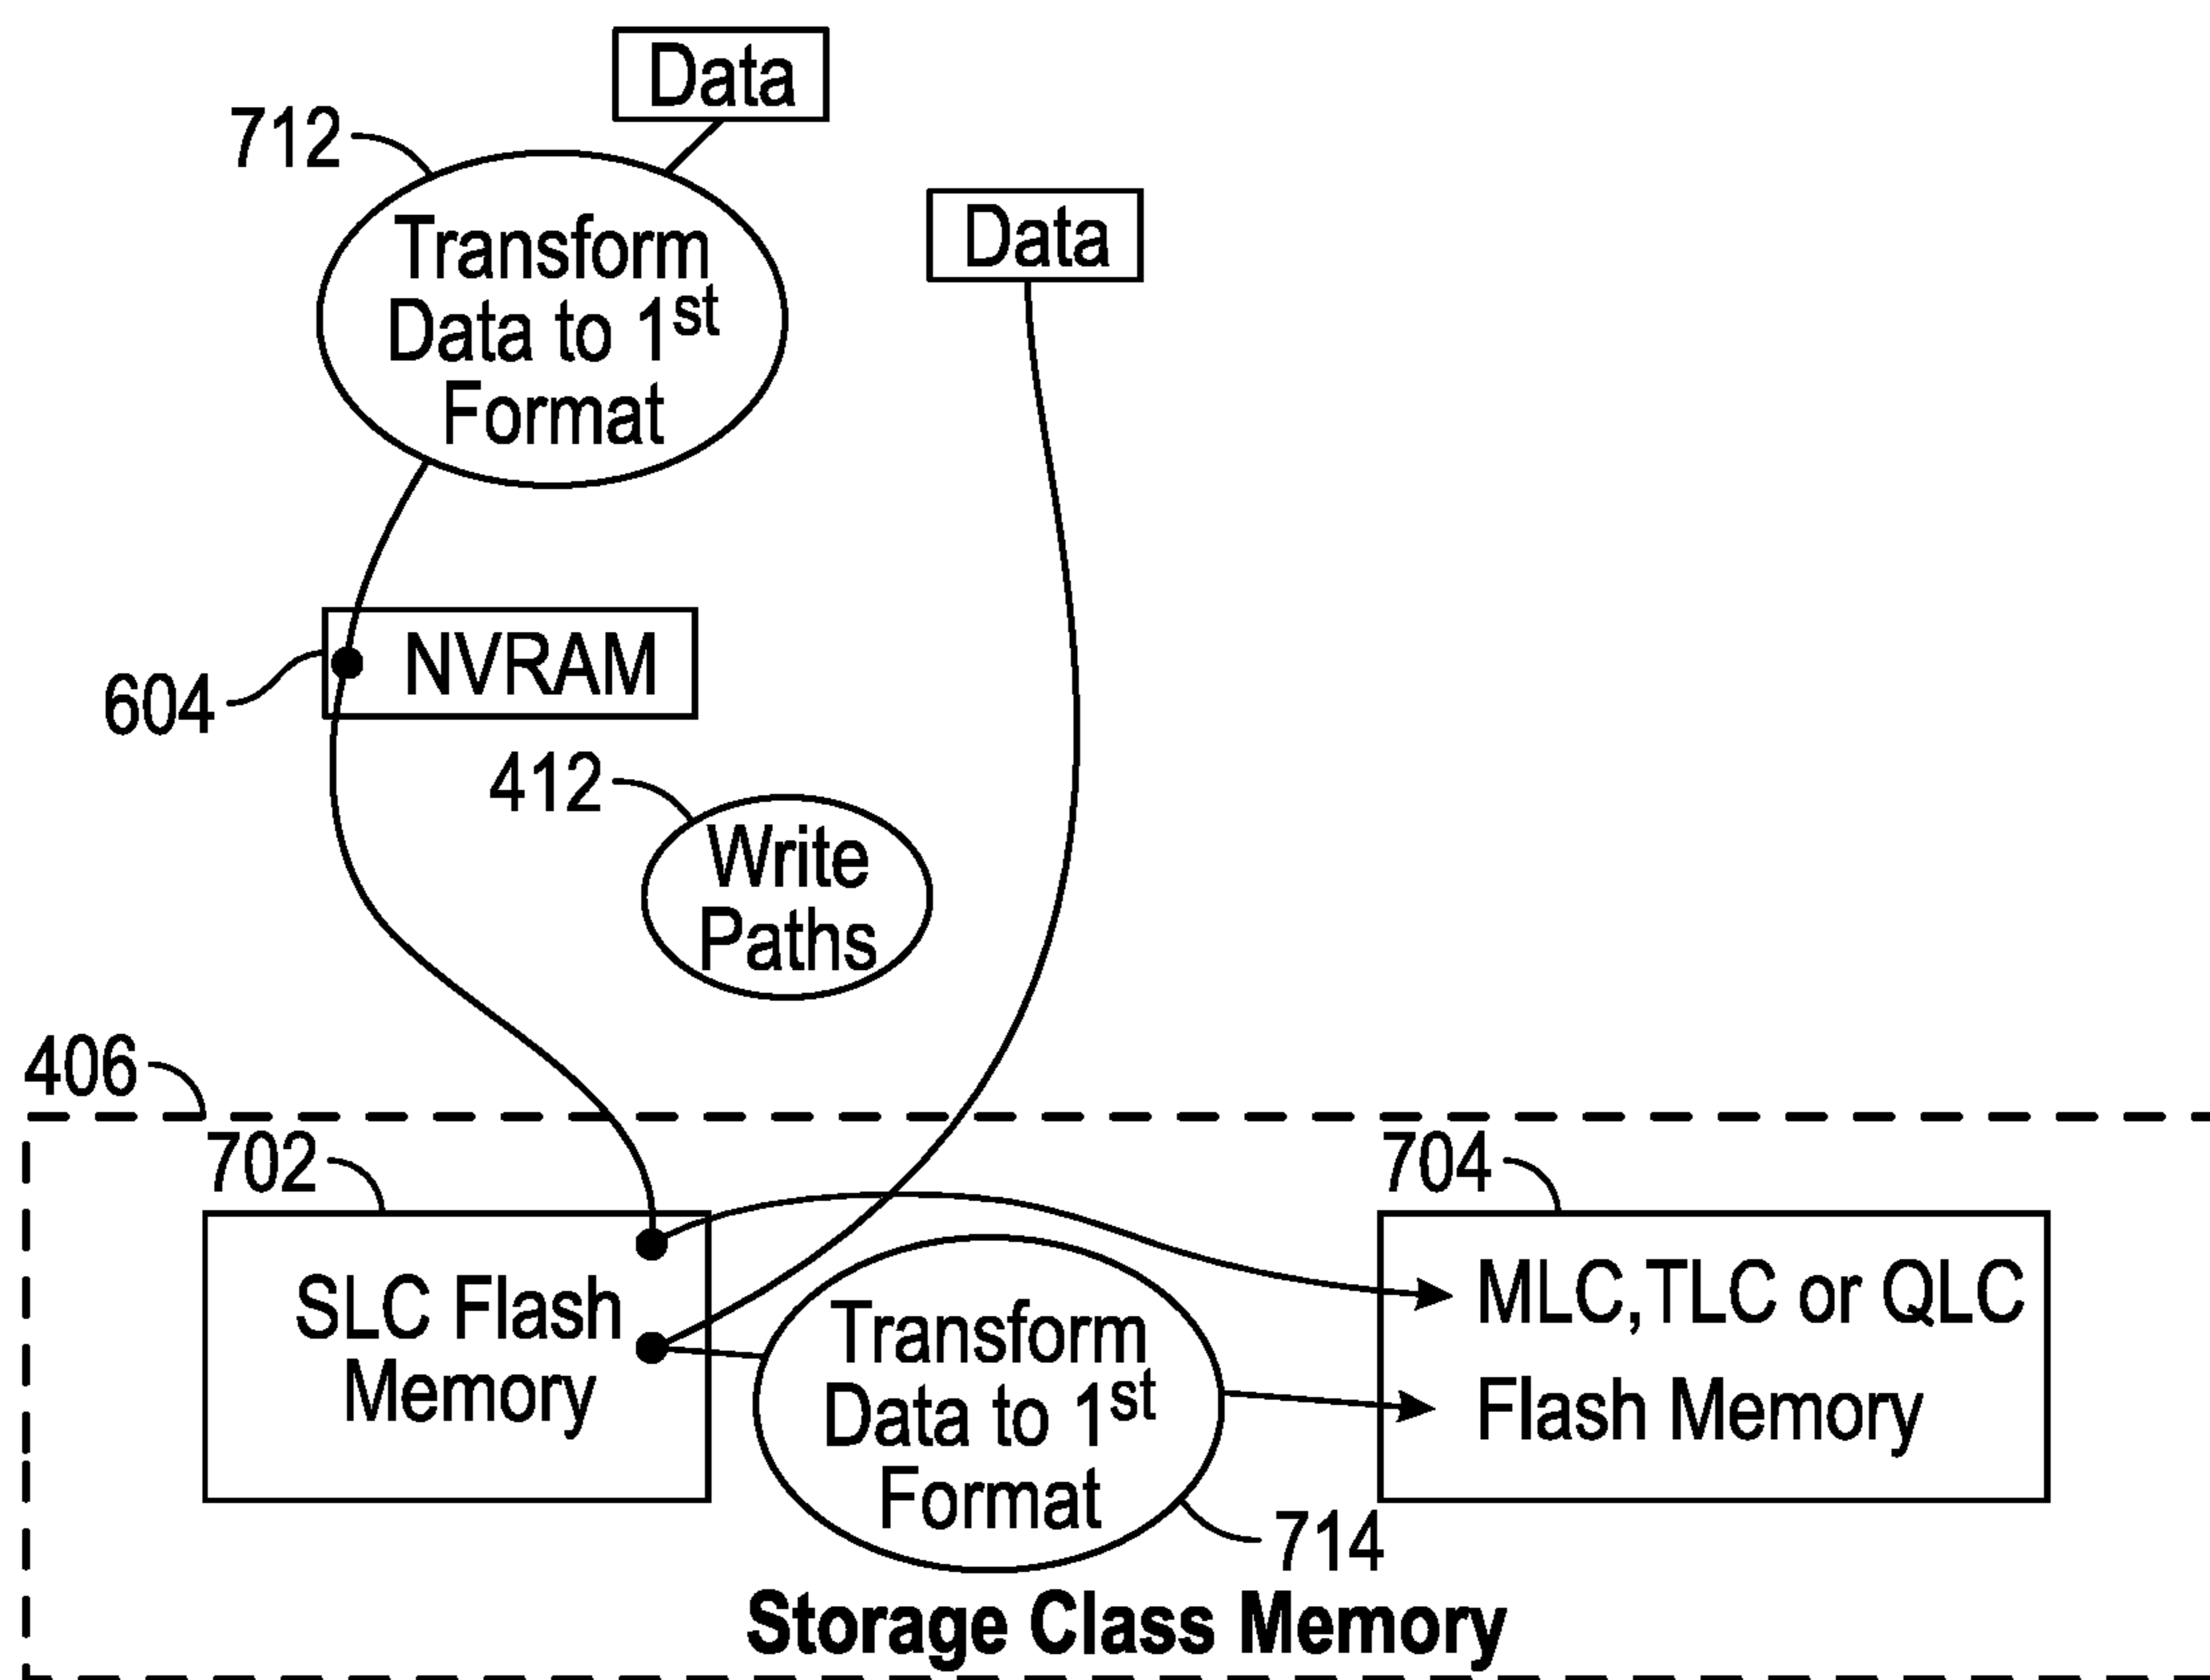 Data
712
Transform
Data to 1st
Format
Data
NVRAM
604
412
Write
Paths
406
702
SLC Flash
Memory
704
MLC, TLC or QLC
Flash Memory
Transform
Data to 1st
Format
714
Storage Class Memory